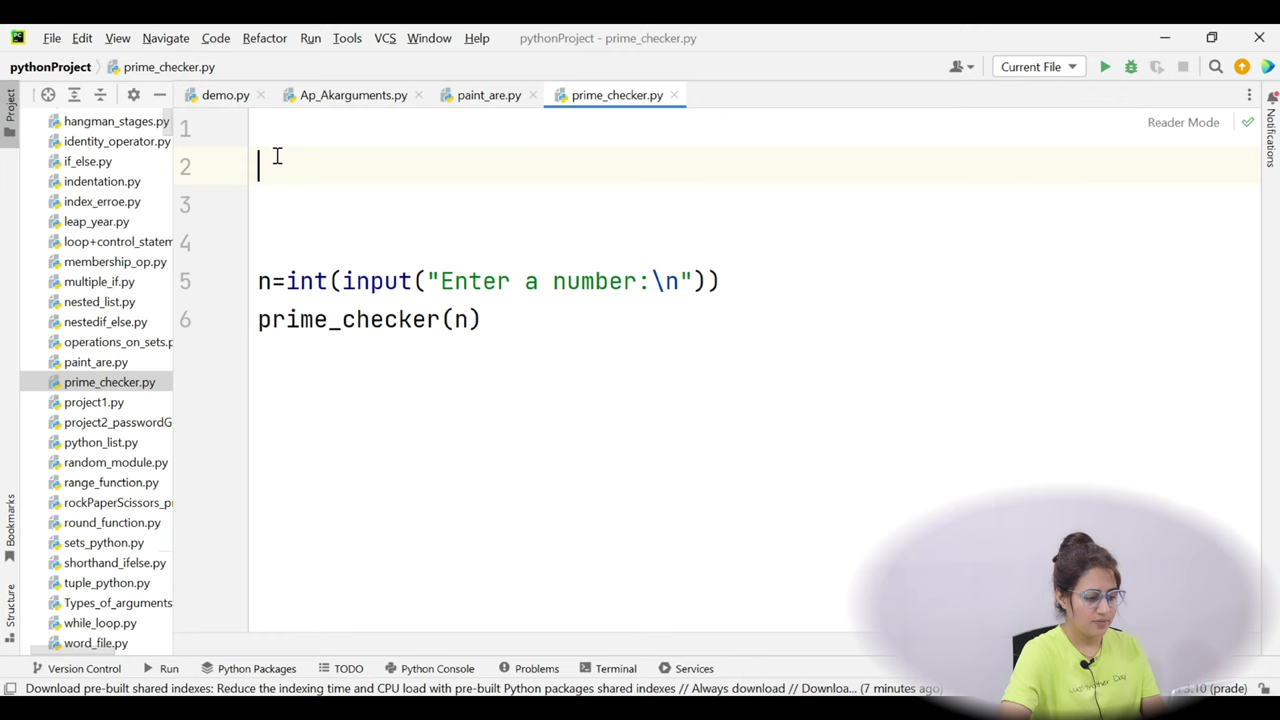 File Edit View Navigate Code Refactor Run Tools VCS Window Help pythonProject - prime_checker.py
pythonProject prime_checker.py Current File
Project demo.py Ap_Akarguments.py paint_are.py prime_checker.py
Notifications
Reader Mode
hangman_stages.py
identity_operator.py
if_else.py
indentation.py
index_erroe.py
leap_year.py
loop+control_statem
membership_op.py
multiple_if.py
nested_list.py
nestedif_else.py
operations_on_sets.p
paint_are.py
prime_checker.py
project1.py
project2_passwordG
python_list.py
random_module.py
range_function.py
rockPaperScissors_pr
round_function.py
sets_python.py
shorthand_ifelse.py
tuple_python.py
Types_of_arguments
while_loop.py
word_file.py
Bookmarks
Structure
1
2
3
4
5 n=int(input("Enter a number:\n"))
6 prime_checker(n)
Version Control Run Python Packages TODO Python Console Problems Terminal Services
Download pre-built shared indexes: Reduce the indexing time and CPU load with pre-built Python packages shared indexes // Always download // Downloa... (7 minutes ago) (prade)